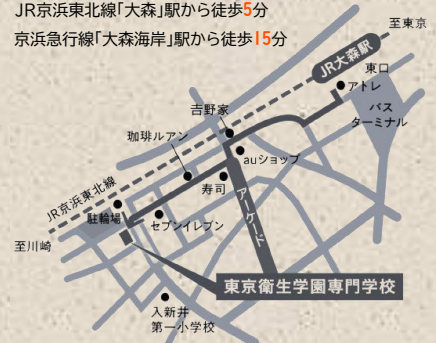 JR京浜東北線「大森」駅から徒歩5分
京浜急行線「大森海岸」駅から徒歩15分
至東京
JR大森駅
東口
アトレ
バス
ターミナル
吉野家
珈琲ルアン
auショップ
JR京浜東北線
寿司
アーケード
駐輪場
セブンイレブン
至川崎
東京衛生学園専門学校
入新井
第一小学校